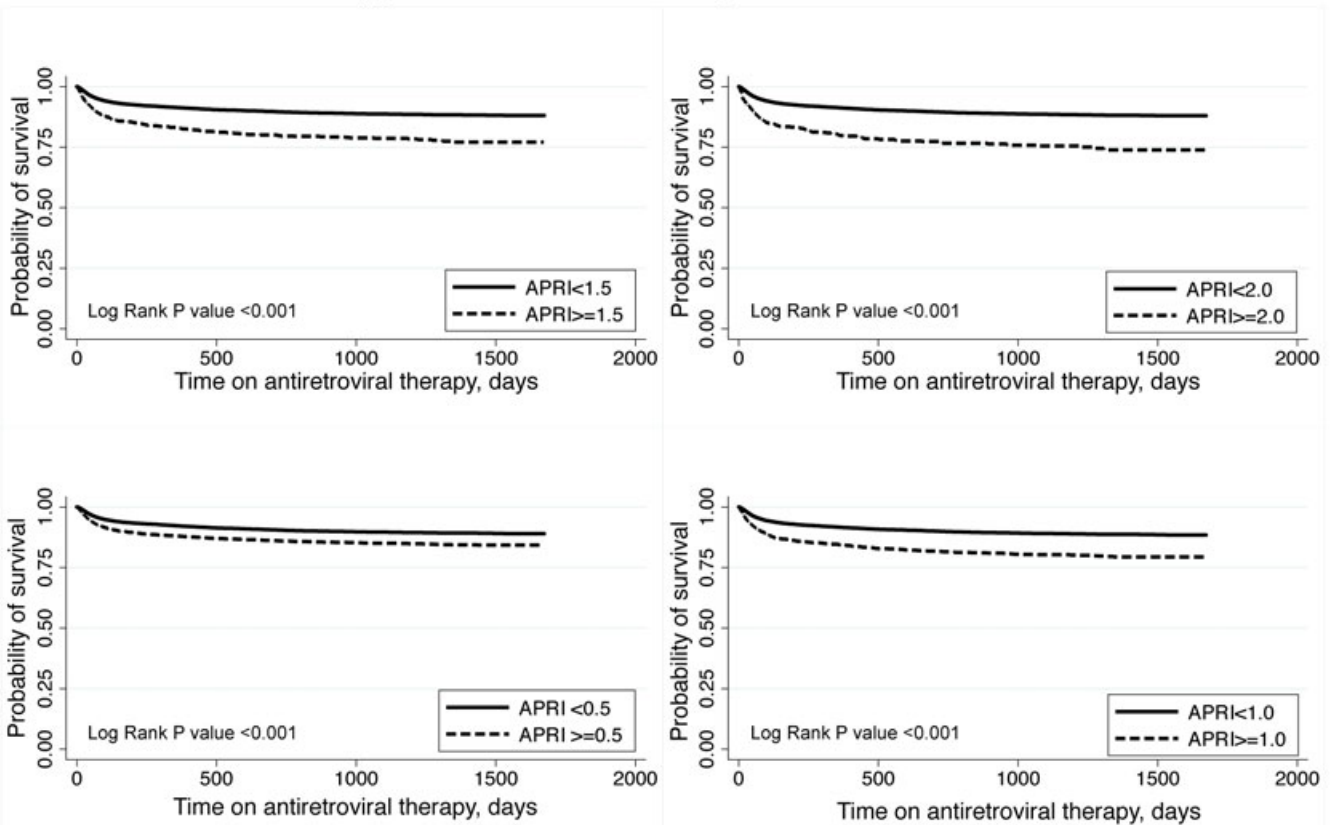 Probability of survival
1.00
0.75
0.50
0.25
0.00
Log Rank P value <0.001
APRI<1.5
APRI>=1.5
0 500 1000 1500 2000
Time on antiretroviral therapy, days
Probability of survival
1.00
0.75
0.50
0.25
0.00
Log Rank P value <0.001
APRI<2.0
APRI>=2.0
0 500 1000 1500 2000
Time on antiretroviral therapy, days
Probability of survival
1.00
0.75
0.50
0.25
0.00
Log Rank P value <0.001
APRI <0.5
APRI >=0.5
0 500 1000 1500 2000
Time on antiretroviral therapy, days
Probability of survival
1.00
0.75
0.50
0.25
0.00
Log Rank P value <0.001
APRI<1.0
APRI>=1.0
0 500 1000 1500 2000
Time on antiretroviral therapy, days